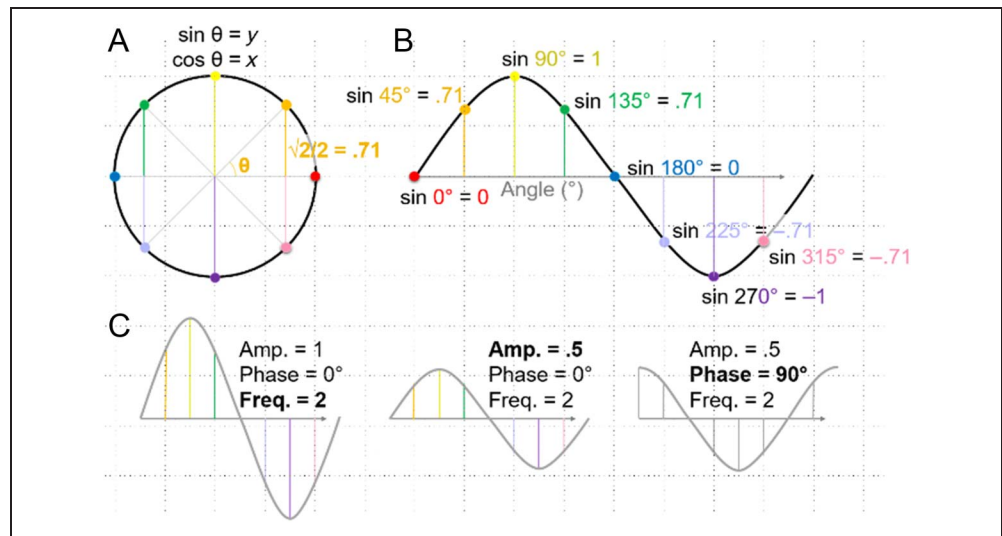 A
sin θ = y
cos θ = x
θ
√2/2 = .71
B
sin 90° = 1
sin 45° = .71
sin 135° = .71
sin 180° = 0
sin 0° = 0
Angle (°)
sin 225° = –.71
sin 315° = –.71
sin 270° = –1
C
Amp. = 1
Phase = 0°
Freq. = 2
Amp. = .5
Phase = 0°
Freq. = 2
Amp. = .5
Phase = 90°
Freq. = 2